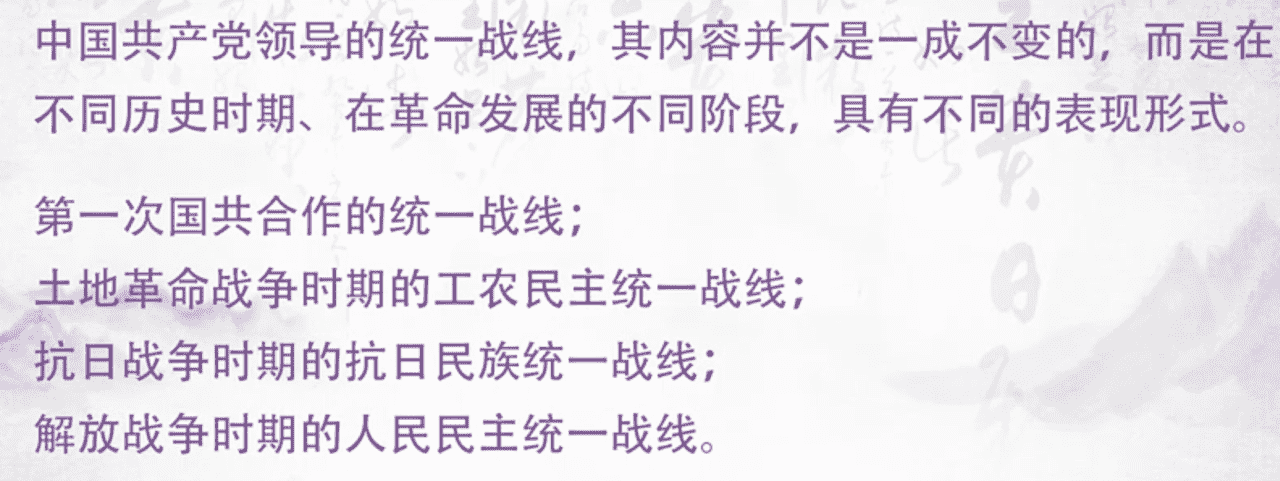 中国共产党领导的统一战线，其内容并不是一成不变的，而是在
不同历史时期、在革命发展的不同阶段，具有不同的表现形式。
第一次国共合作的统一战线；
土地革命战争时期的工农民主统一战线；
抗日战争时期的抗日民族统一战线；
解放战争时期的人民民主统一战线。